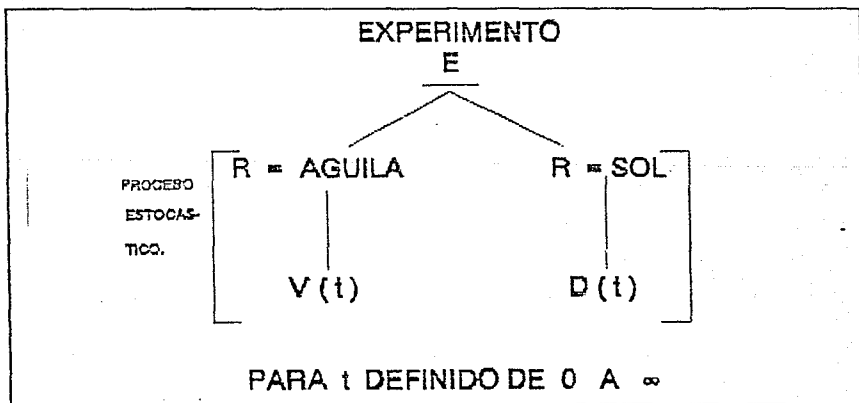 EXPERIMENTO
E
R = AGUILA R = SOL
PROCESO
ESTOCAS-
TICO.
V (t) D (t)
PARA t DEFINIDO DE 0 A ∞